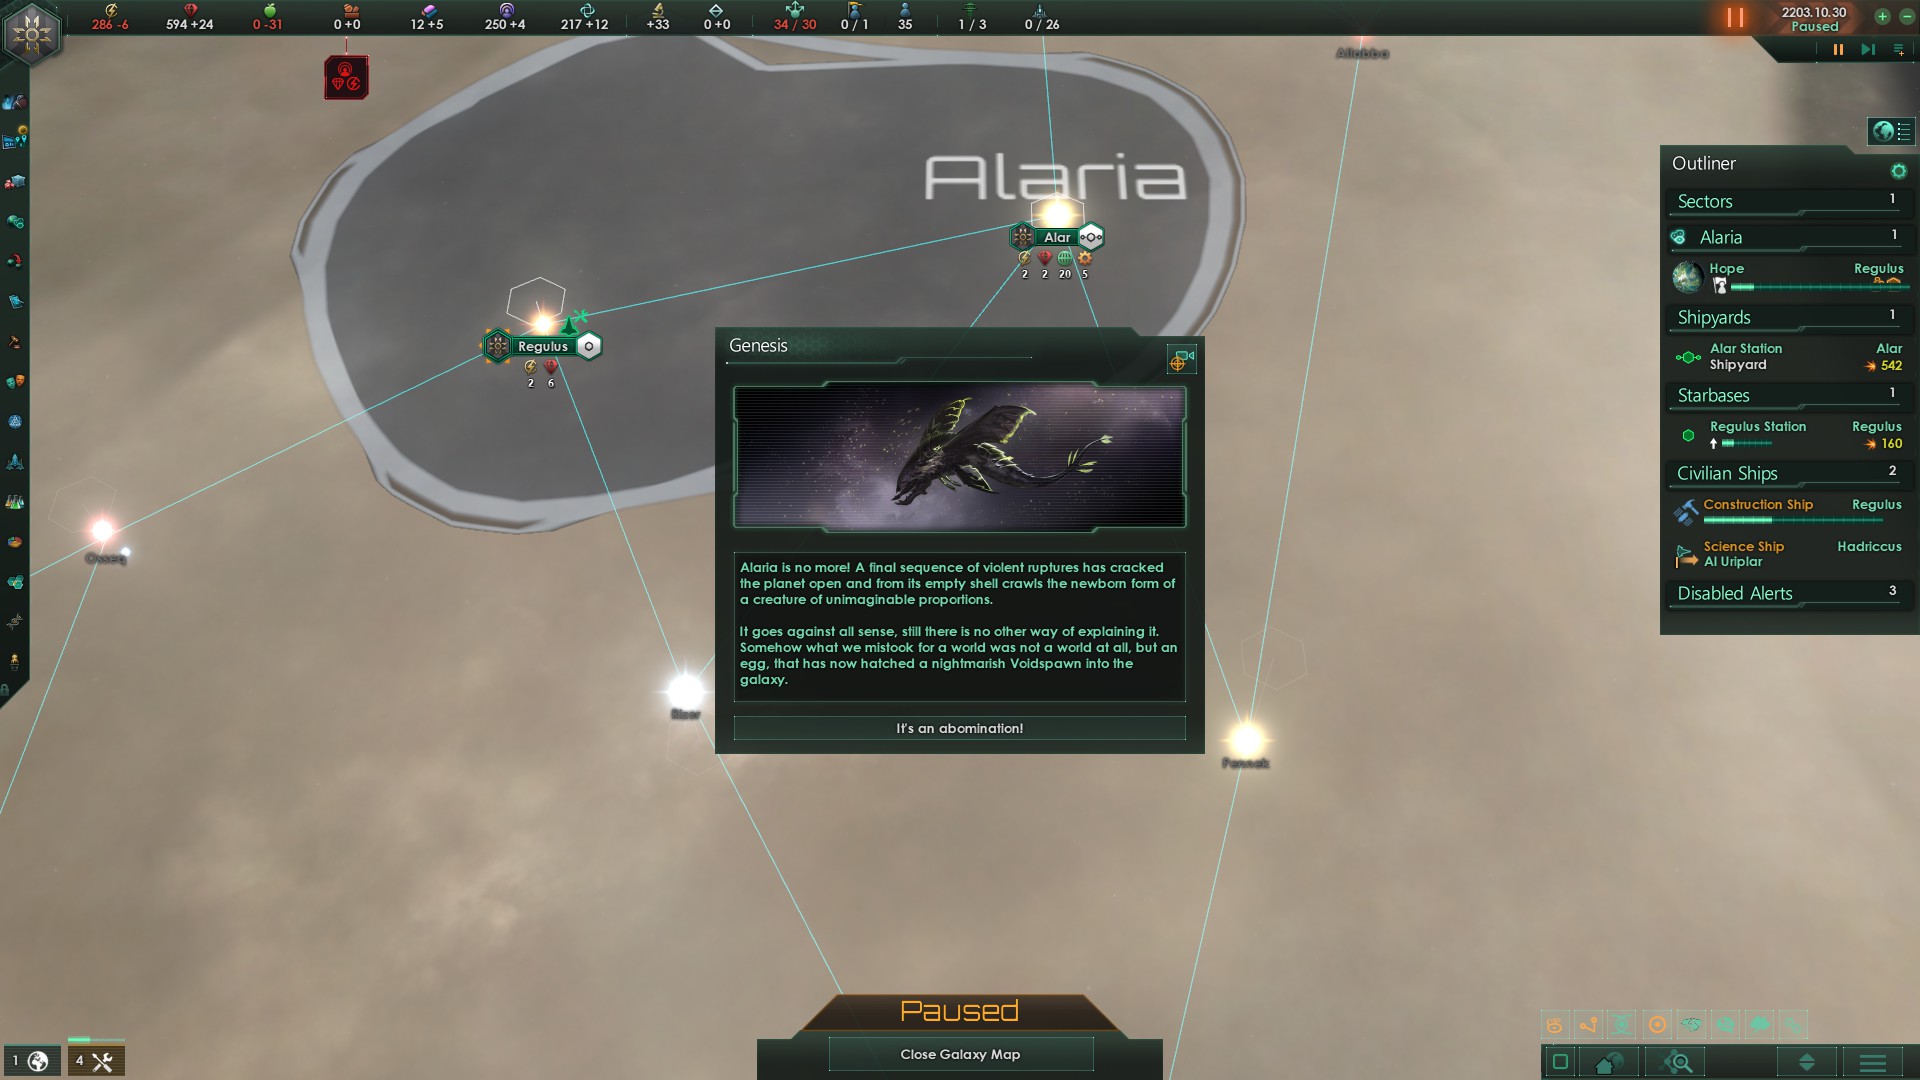 286 -6 594 +24 0 -31 0 +0 12 +5 250 +4 217 +12 +33 0 +0 34 / 30 0 / 1 35 1 / 3 0 / 26
2203.10.30
Paused
Alaria
Alar
2 2 20 5
Regulus
2 6
Pennek
Outliner
Sectors 1
Alaria 1
Hope Regulus
Shipyards 1
Alar Station Alar
Shipyard 542
Starbases 1
Regulus Station Regulus
160
Civilian Ships 2
Construction Ship Regulus
Science Ship Hadriccus
AI Uriplar
Disabled Alerts 3
Genesis
Alaria is no more! A final sequence of violent ruptures has cracked
the planet open and from its empty shell crawls the newborn form of
a creature of unimaginable proportions.
It goes against all sense, still there is no other way of explaining it.
Somehow what we mistook for a world was not a world at all, but an
egg, that has now hatched a nightmarish Voidspawn into the
galaxy.
It's an abomination!
Paused
Close Galaxy Map
1
4